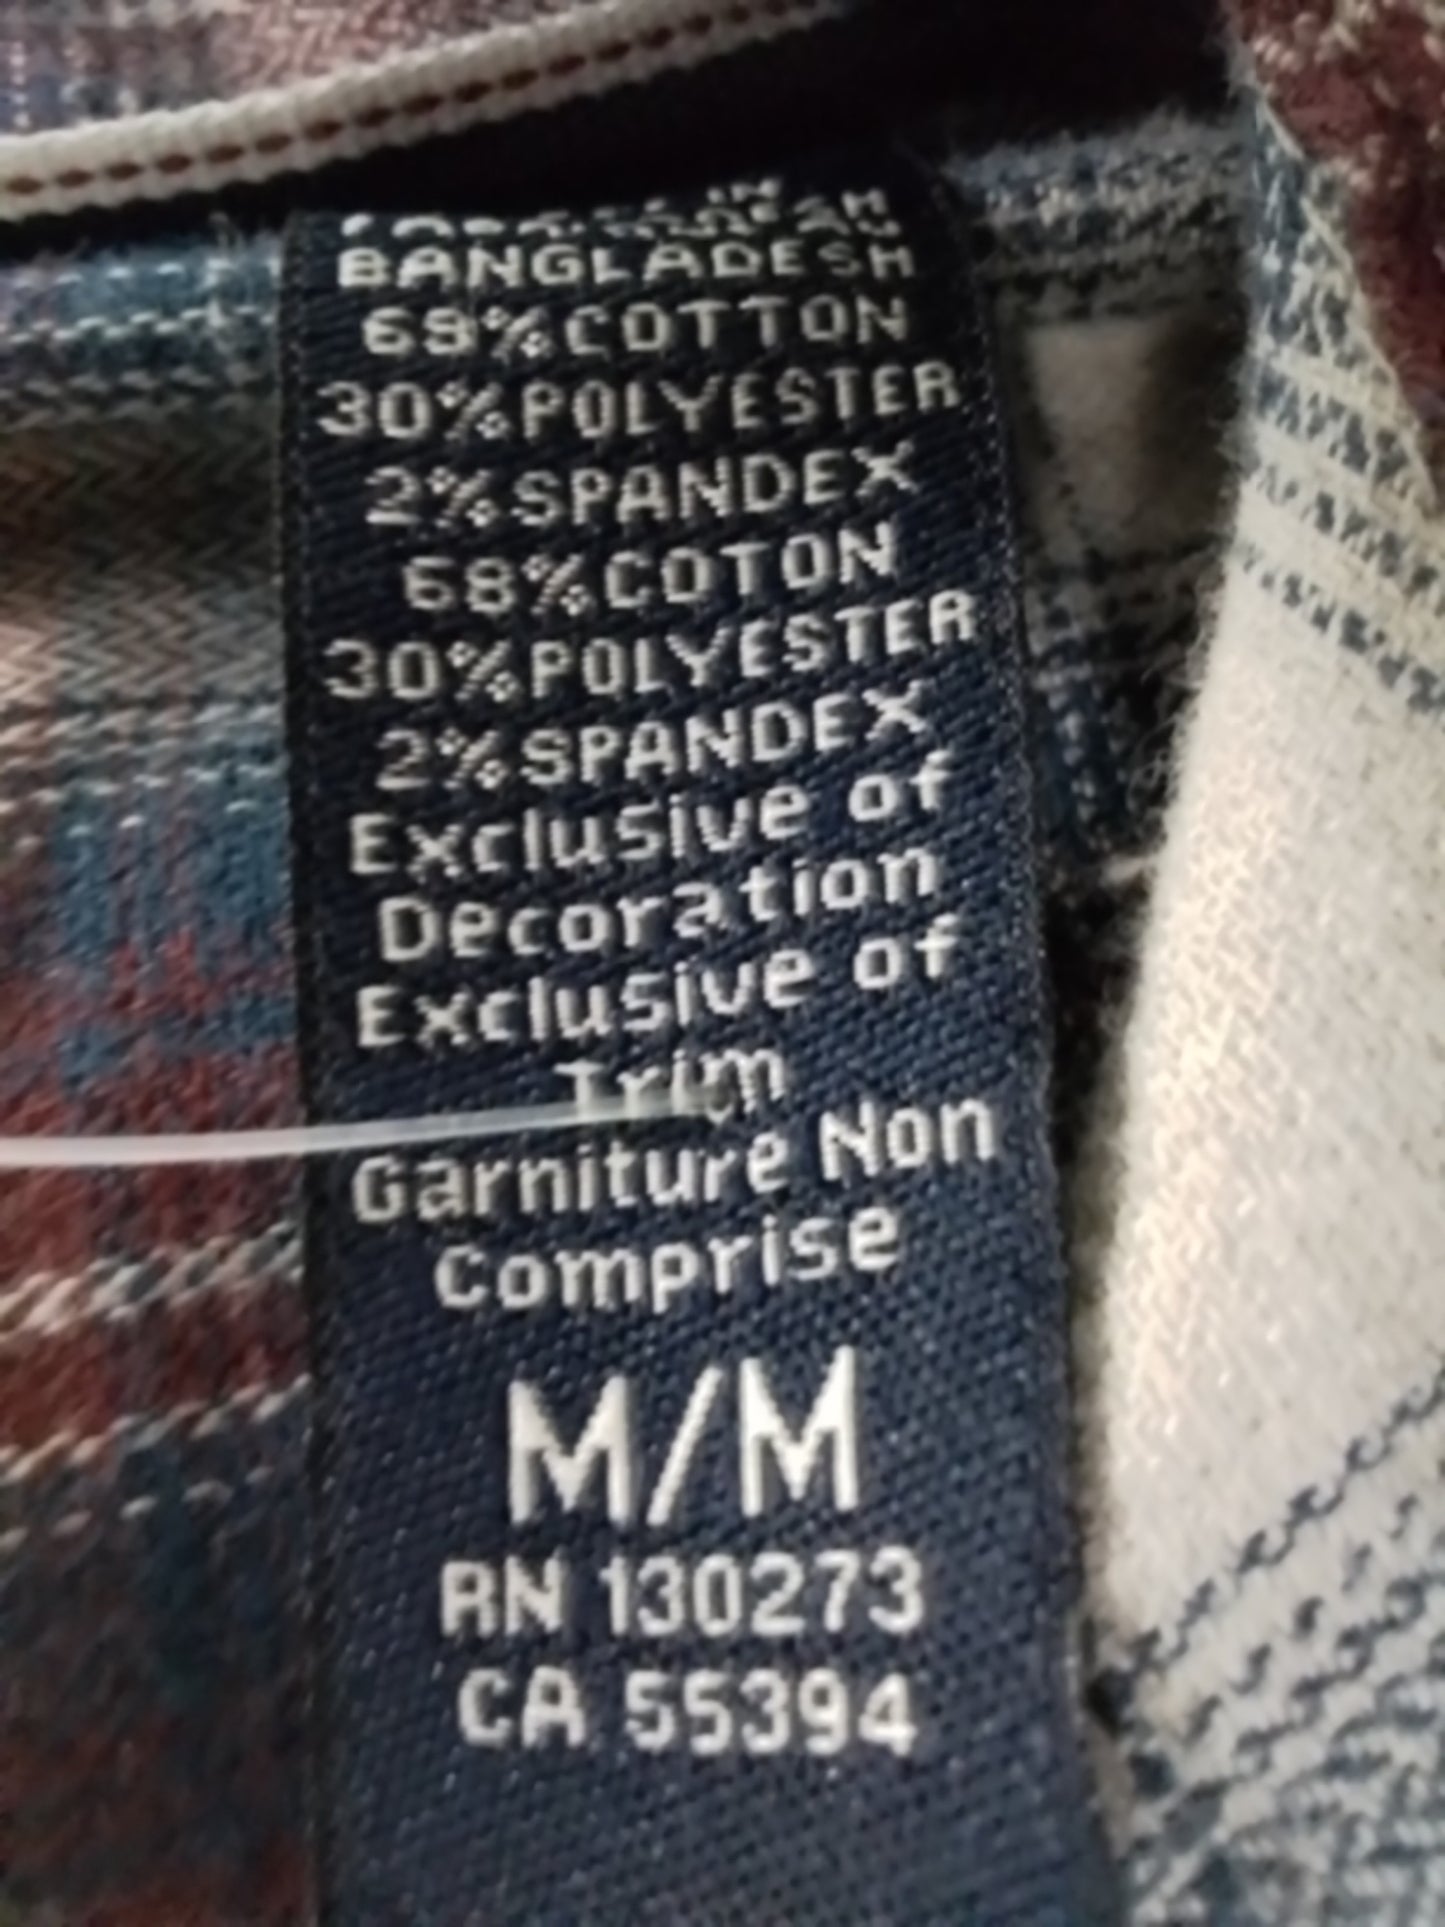 BANGLADESH
68%COTTON
30%POLYESTER
2%SPANDEX
68%COTON
30%POLYESTER
2%SPANDEX
Exclusive of
Decoration
Exclusive of
Trim
Garniture Non
Comprise
M/M
RN 130273
CA 55394